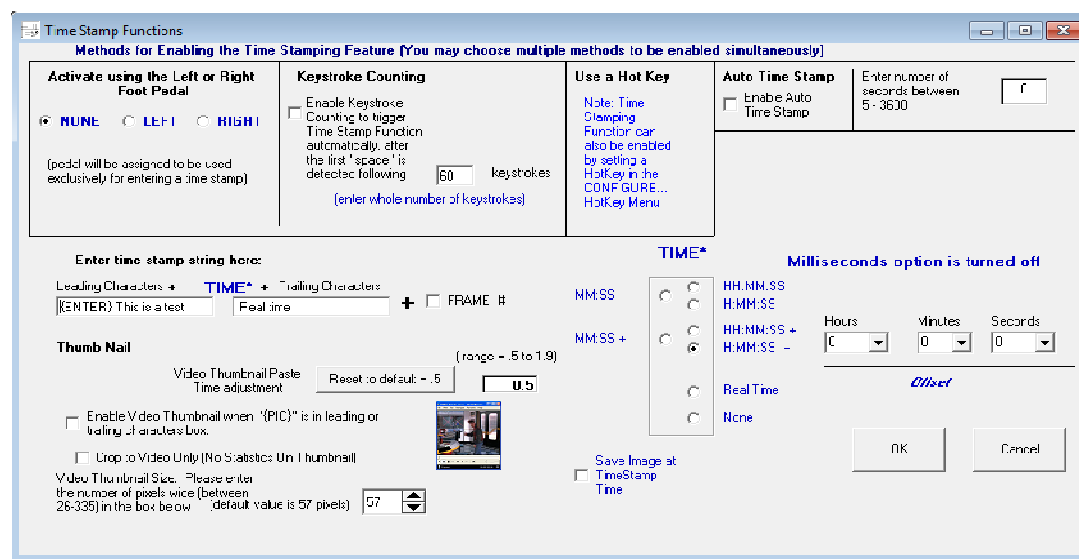 Time Stamp Functions
Methods for Enabling the Time Stamping Feature (You may choose multiple methods to be enabled simultaneously)
Activate using the Left or Right
Foot Pedal
NONE LEFT RIGHT
(pedal will be assigned to be used
exclusively for entering a time stamp)
Keystroke Counting
Enable Keystroke
Counting to trigger
Time Stamp Function
automatically, after
the first "space" is
detected following 60 keystrokes
(enter whole number of keystrokes)
Use a Hot Key
Note: Time
Stamping
Function can
also be enabled
by setting a
HotKey in the
CONFIGURE...
HotKey Menu
Auto Time Stamp
Enable Auto
Time Stamp
Enter number of
seconds between
5 - 3600
Enter time stamp string here:
Leading Characters + TIME* + Trailing Characters
{ENTER} This is a test Real time + FRAME #
TIME*
MM:SS
MM:SS +
HH:MM:SS
H:MM:SS
HH:MM:SS +
H:MM:SS +
Real Time
None
Milliseconds option is turned off
Hours Minutes Seconds
0 0 0
Offset
Thumb Nail
(range = .5 to 1.9)
Video Thumbnail Paste
Time adjustment
Reset to default = .5
0.5
Enable Video Thumbnail when "{PIC}" is in leading or
trailing characters box.
Crop to Video Only (No Statistics On Thumbnail)
Video Thumbnail Size. Please enter
the number of pixels wide (between
26-335) in the box below (default value is 57 pixels) 57
Save Image at
TimeStamp
Time
OK
Cancel